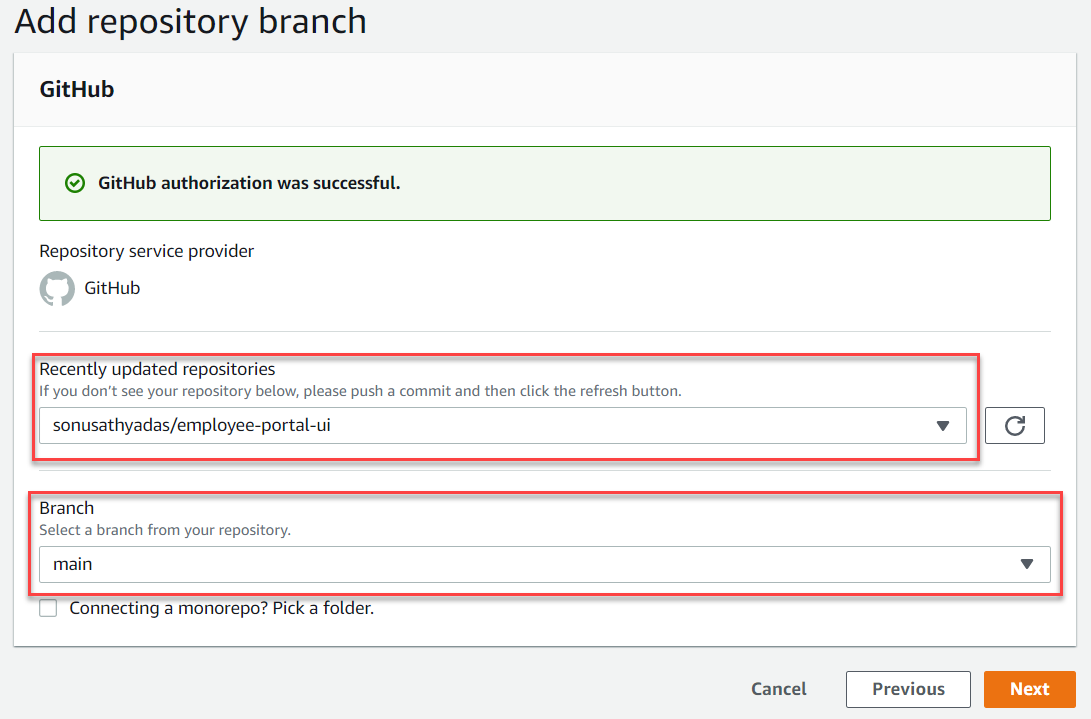 Add repository branch
GitHub
GitHub authorization was successful.
Repository service provider
GitHub
Recently updated repositories
If you don’t see your repository below, please push a commit and then click the refresh button.
sonusathyadas/employee-portal-ui
Branch
Select a branch from your repository.
main
Connecting a monorepo? Pick a folder.
Cancel
Previous
Next